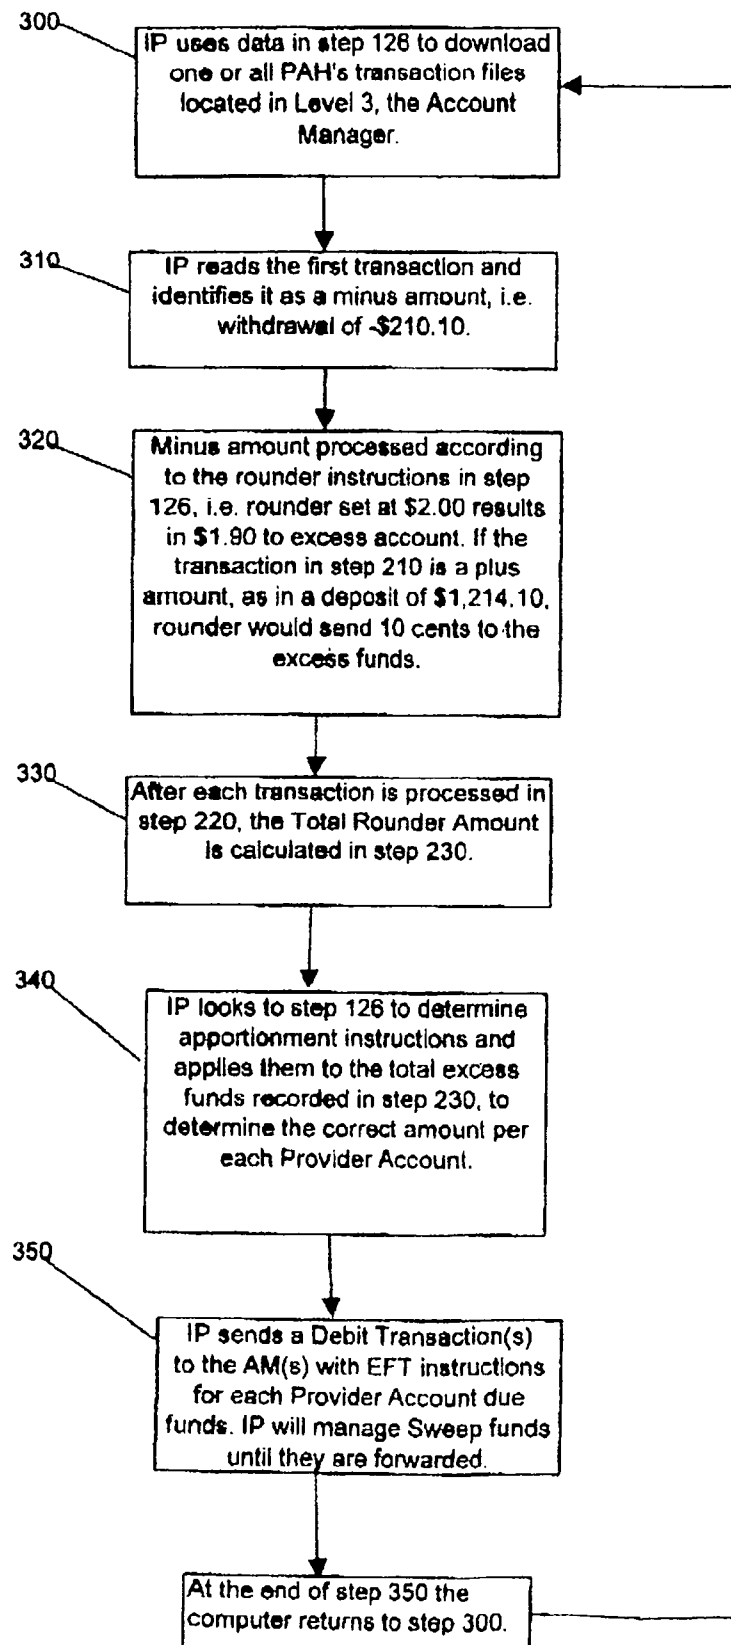 300
IP uses data in step 126 to download
one or all PAH's transaction files
located in Level 3, the Account
Manager.
310
IP reads the first transaction and
identifies it as a minus amount, i.e.
withdrawal of -$210.10.
320
Minus amount processed according
to the rounder instructions in step
126, i.e. rounder set at $2.00 results
in $1.90 to excess account. If the
transaction in step 210 is a plus
amount, as in a deposit of $1,214.10,
rounder would send 10 cents to the
excess funds.
330
After each transaction is processed in
step 220, the Total Rounder Amount
is calculated in step 230.
340
IP looks to step 126 to determine
apportionment instructions and
applies them to the total excess
funds recorded in step 230, to
determine the correct amount per
each Provider Account.
350
IP sends a Debit Transaction(s)
to the AM(s) with EFT instructions
for each Provider Account due
funds. IP will manage Sweep funds
until they are forwarded.
At the end of step 350 the
computer returns to step 300.